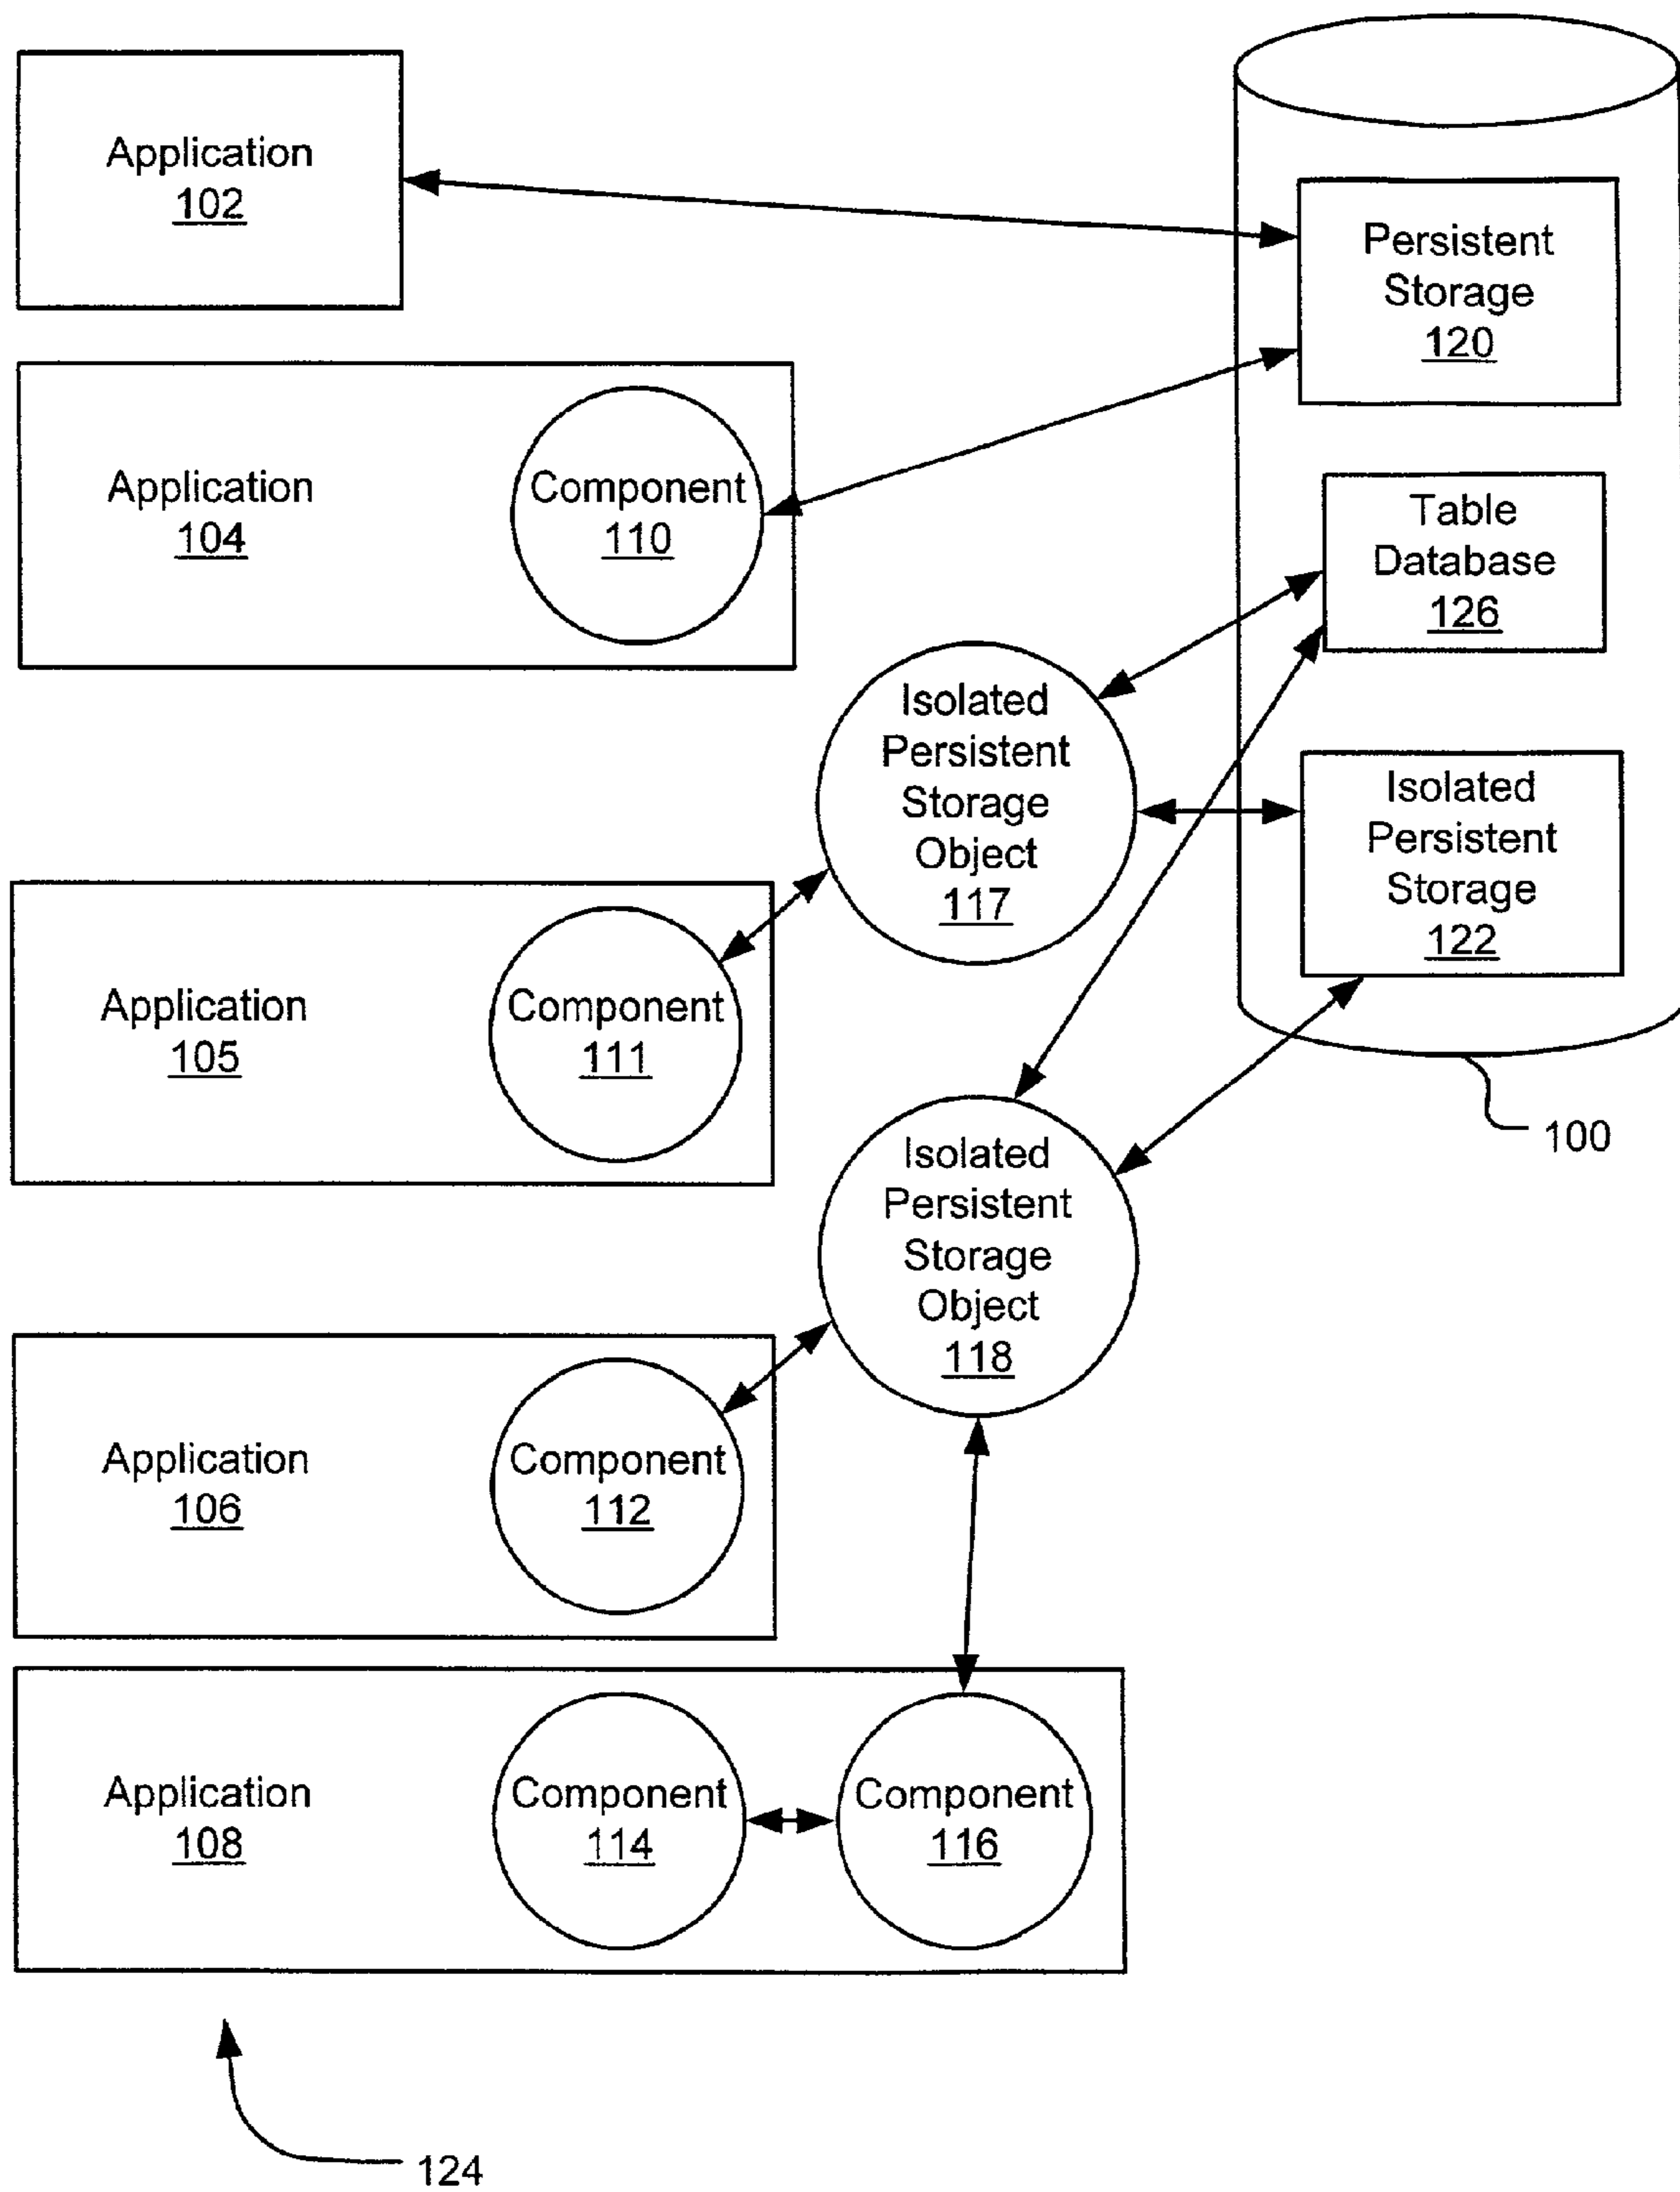 Application
102
Persistent
Storage
120
Application
104
Component
110
Table
Database
126
Isolated
Persistent
Storage
Object
117
Isolated
Persistent
Storage
122
Application
105
Component
111
100
Isolated
Persistent
Storage
Object
118
Application
106
Component
112
Application
108
Component
114
Component
116
124